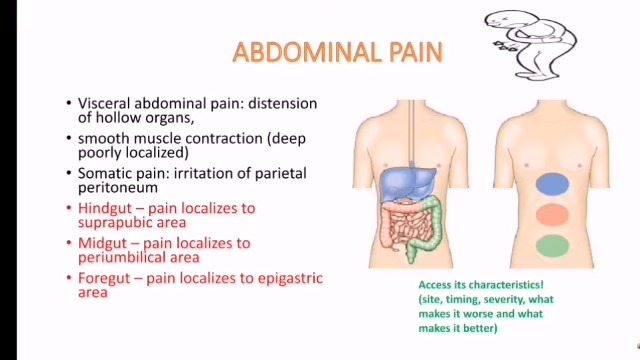 ABDOMINAL PAIN
• Visceral abdominal pain: distension
of hollow organs,
• smooth muscle contraction (deep
poorly localized)
• Somatic pain: irritation of parietal
peritoneum
• Hindgut – pain localizes to
suprapubic area
• Midgut – pain localizes to
periumbilical area
• Foregut – pain localizes to epigastric
area
Access its characteristics!
(site, timing, severity, what
makes it worse and what
makes it better)